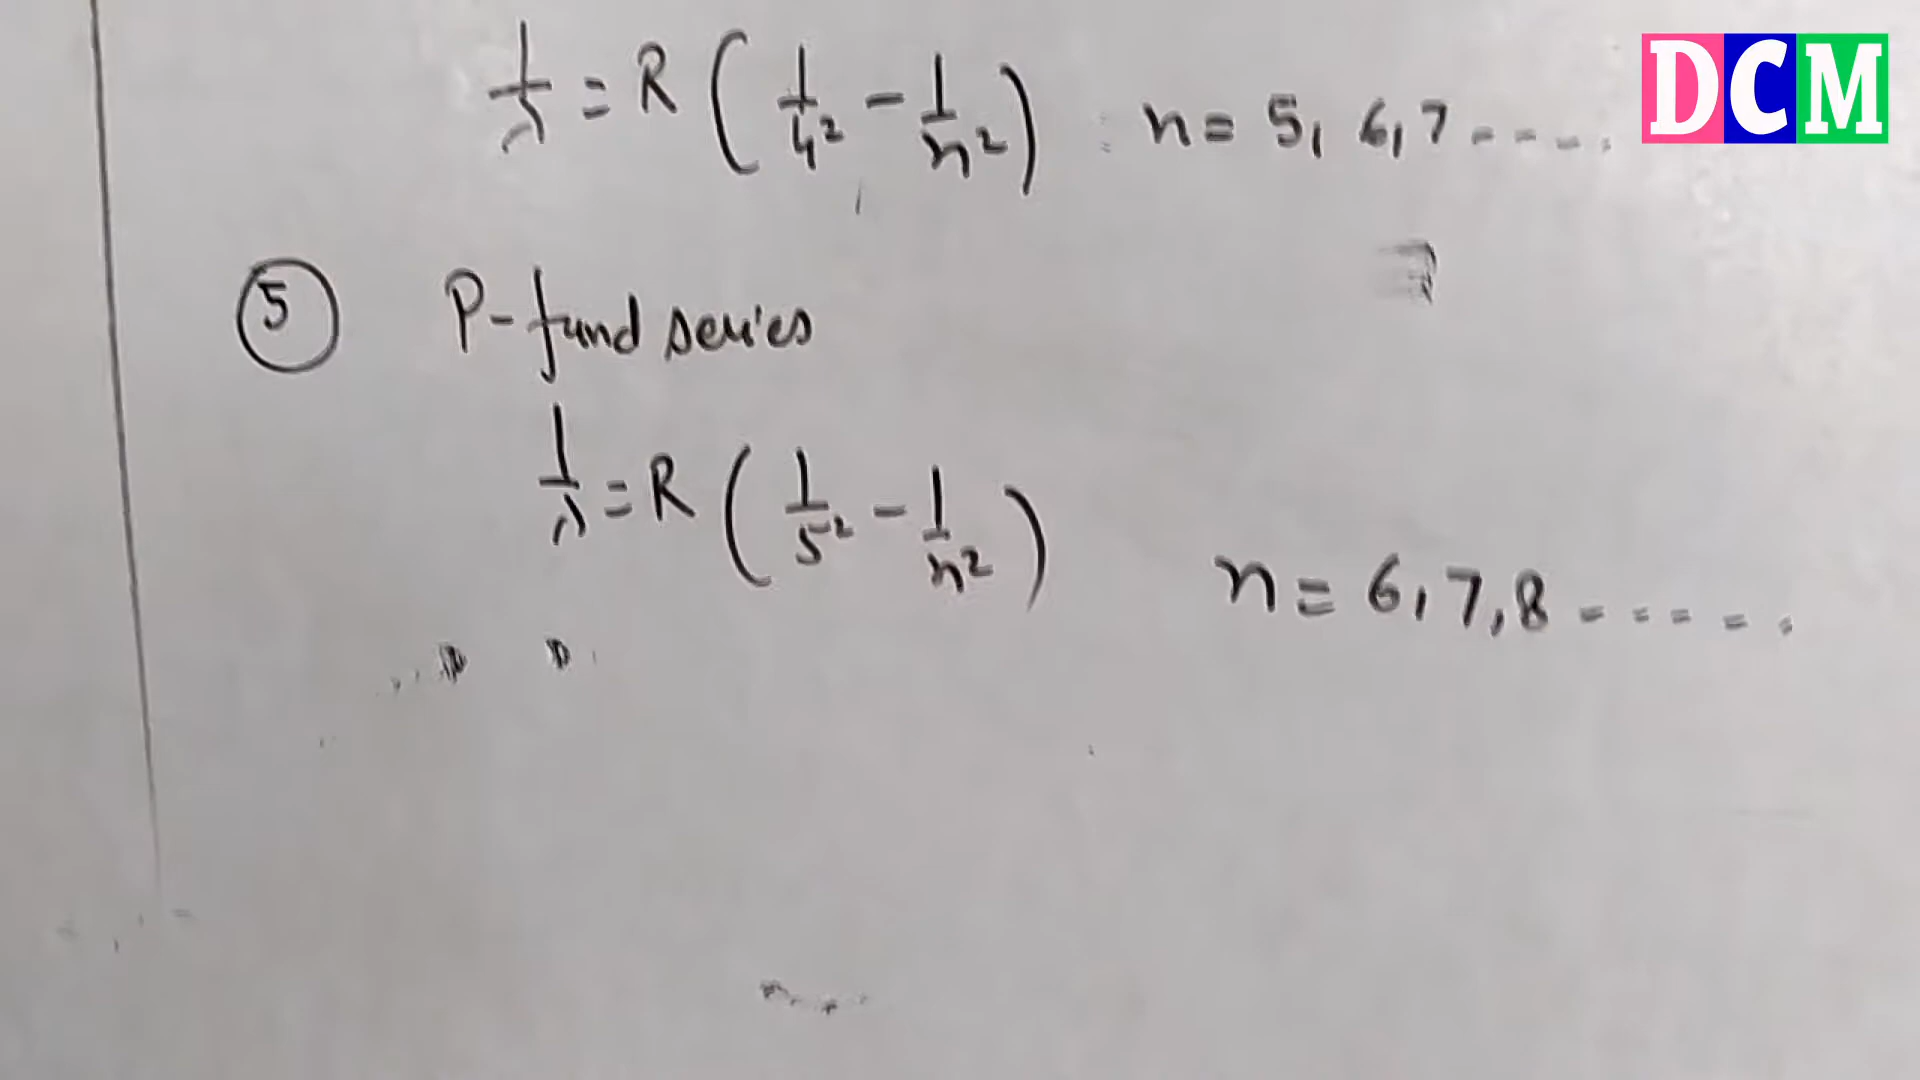 1/λ = R (1/4² - 1/n²) : n = 5, 6, 7 - - - -
DCM
5 P-fund series
1/λ = R (1/5² - 1/n²)
n = 6, 7, 8 - - - - -